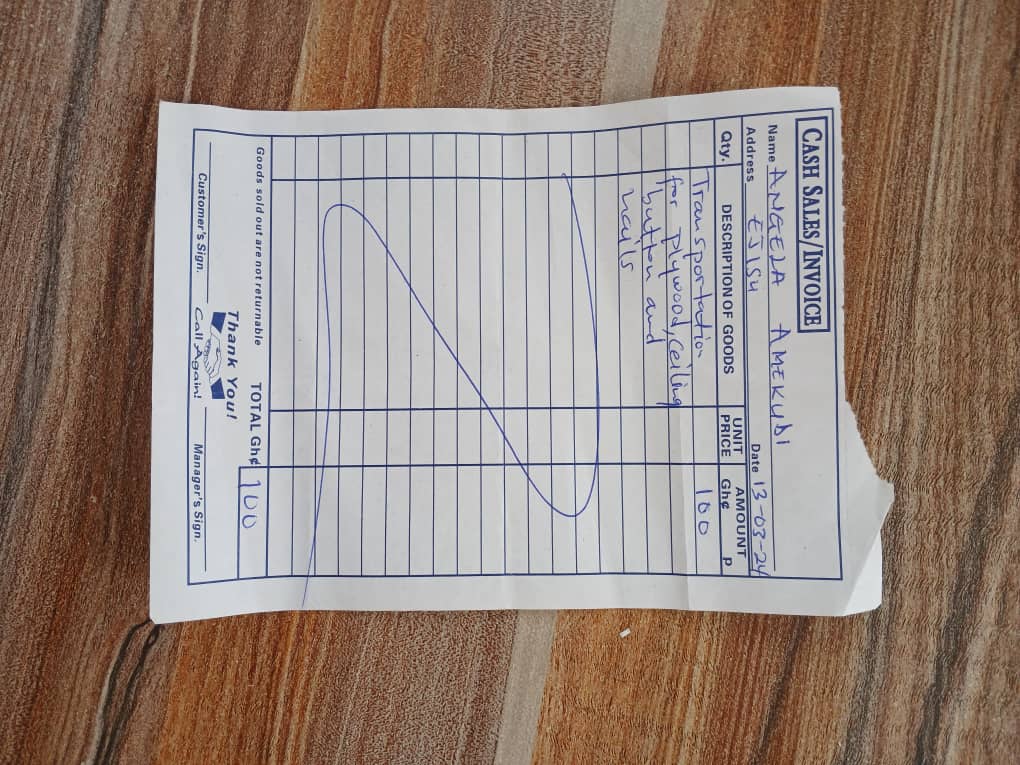 CASH SALES/INVOICE
Name ANGELA AMEKUDI
Address EJISU Date 13-03-24
Qty. DESCRIPTION OF GOODS UNIT PRICE AMOUNT Gh¢ p
Transportation 100
for plywood, ceiling
button and
nails
Goods sold out are not returnable TOTAL Gh¢ 100
Thank You!
Call Again!
Customer's Sign. Manager's Sign.